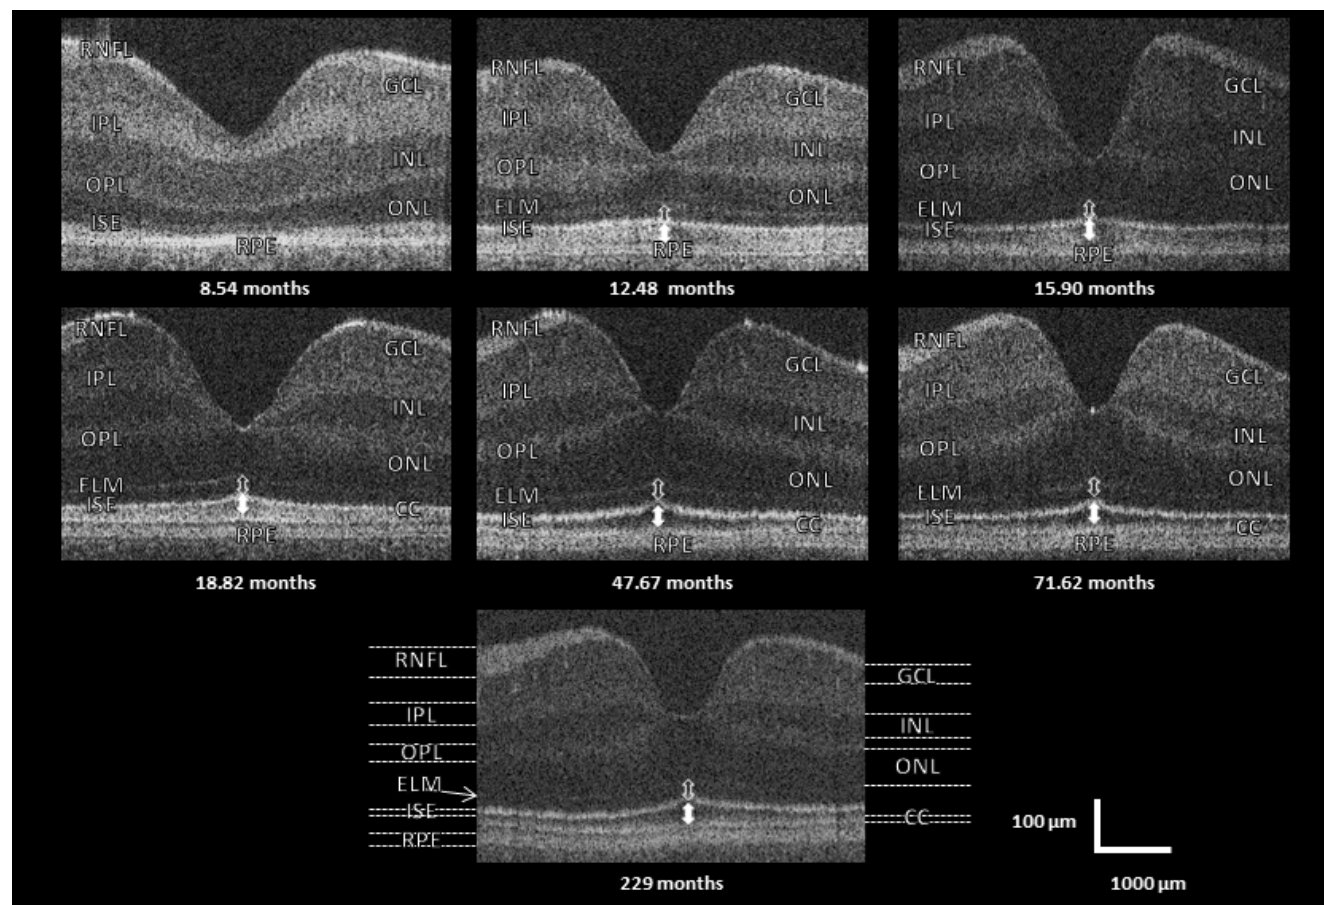 RNFL
GCL
IPL
INL
OPL
ONL
ISE
RPE
8.54 months
RNFL
GCL
IPL
INL
OPL
ONL
ELM
ISE
RPE
12.48 months
RNFL
GCL
IPL
INL
OPL
ONL
ELM
ISE
RPE
15.90 months
RNFL
GCL
IPL
INL
OPL
ONL
ELM
ISE
CC
RPE
18.82 months
RNFL
GCL
IPL
INL
OPL
ONL
ELM
ISE
CC
RPE
47.67 months
RNFL
GCL
IPL
INL
OPL
ONL
ELM
ISE
CC
RPE
71.62 months
RNFL
GCL
IPL
INL
OPL
ONL
ELM
ISE
CC
RPE
229 months
100 µm
1000 µm